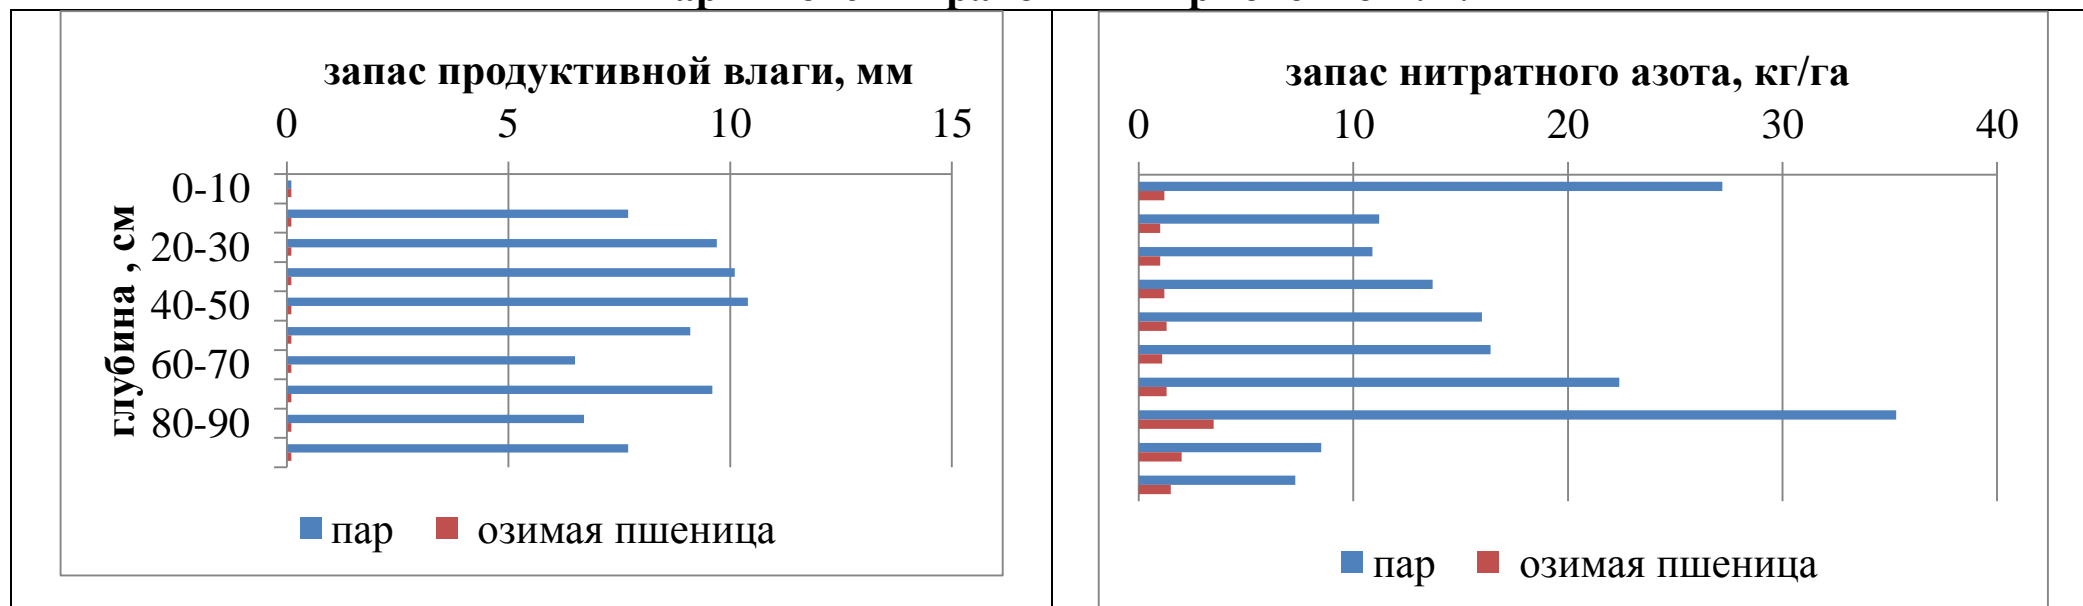 запас продуктивной влаги, мм
0 5 10 15
глубина , см
0-10
20-30
40-50
60-70
80-90
пар озимая пшеница
запас нитратного азота, кг/га
0 10 20 30 40
пар озимая пшеница